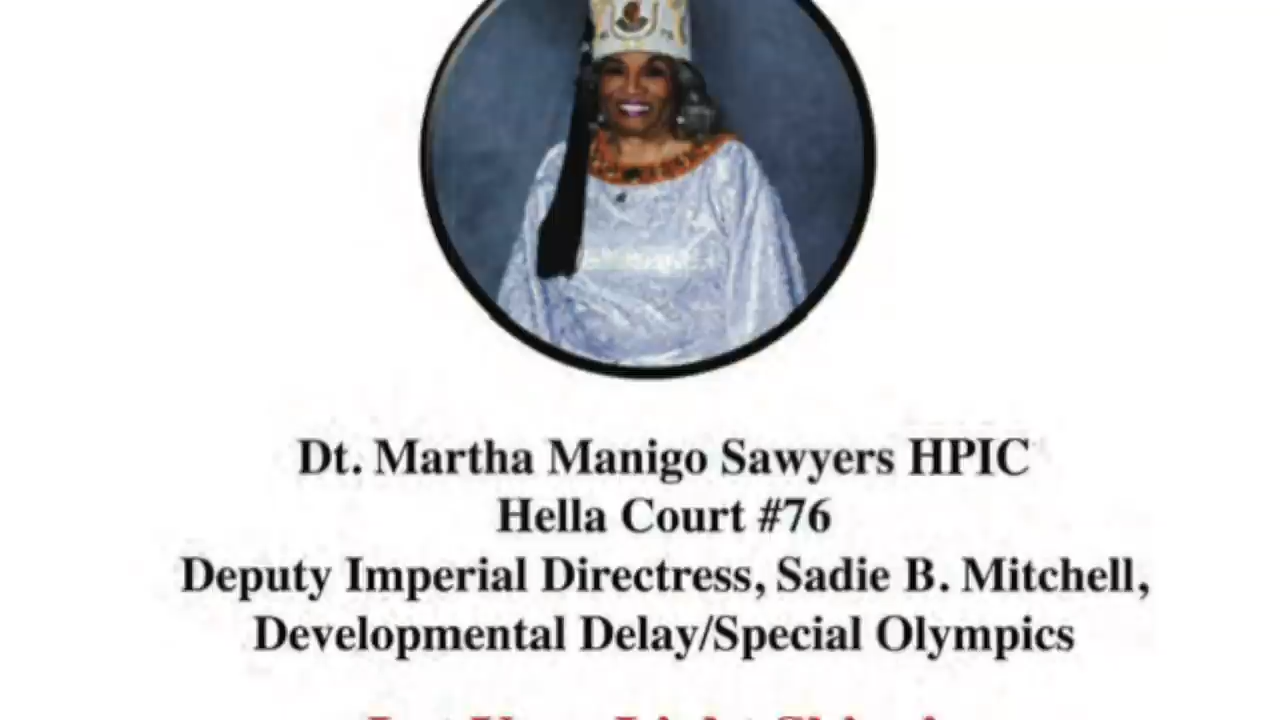 Dt. Martha Manigo Sawyers HPIC
Hella Court #76
Deputy Imperial Directress, Sadie B. Mitchell,
Developmental Delay/Special Olympics